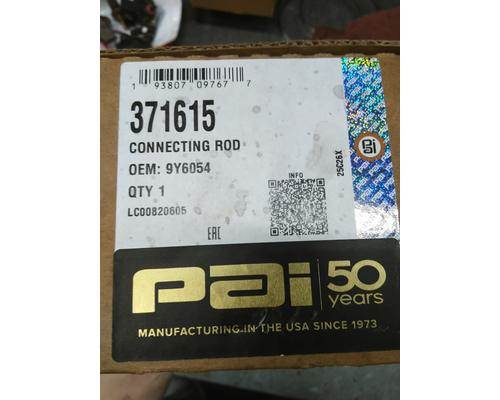 1 93807 09767 7
371615
CONNECTING ROD
OEM: 9Y6054
QTY 1
LC00820605
INFO
25C26X
EAC
pai
pai 50 years
MANUFACTURING IN THE USA SINCE 1973